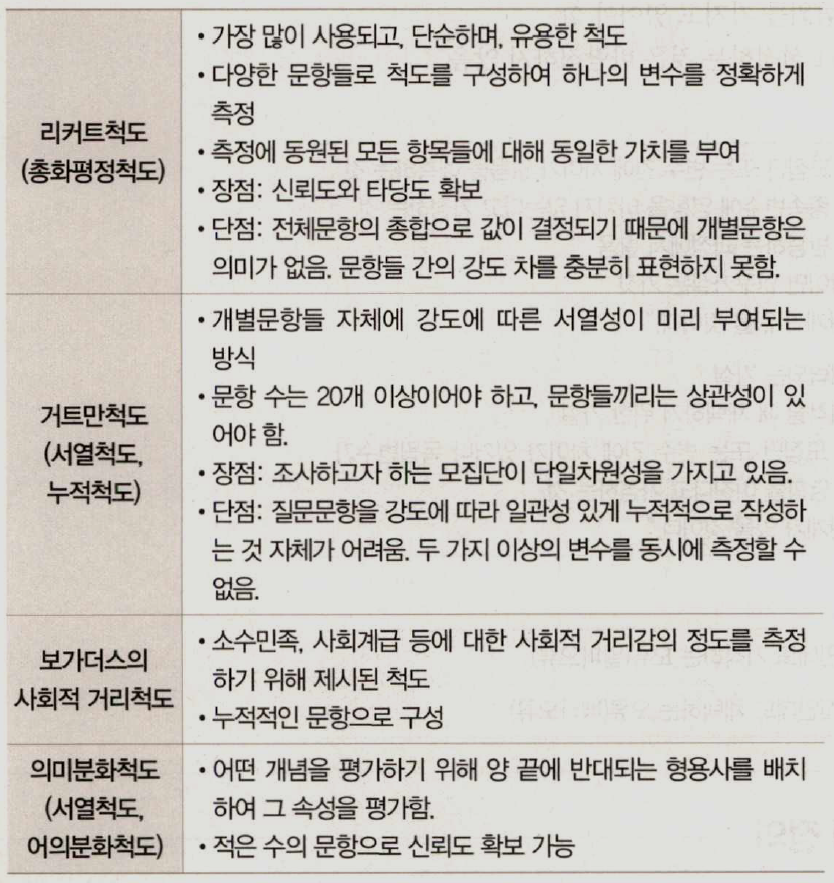 리커트척도
(총화평정척도)
• 가장 많이 사용되고, 단순하며, 유용한 척도
• 다양한 문항들로 척도를 구성하여 하나의 변수를 정확하게
측정
• 측정에 동원된 모든 항목들에 대해 동일한 가치를 부여
• 장점: 신뢰도와 타당도 확보
• 단점: 전체문항의 총합으로 값이 결정되기 때문에 개별문항은
의미가 없음. 문항들 간의 강도 차를 충분히 표현하지 못함.
거트만척도
(서열척도,
누적척도)
• 개별문항들 자체에 강도에 따른 서열성이 미리 부여되는
방식
• 문항 수는 20개 이상이어야 하고, 문항들끼리는 상관성이 있
어야 함.
• 장점: 조사하고자 하는 모집단이 단일차원성을 가지고 있음.
• 단점: 질문문항을 강도에 따라 일관성 있게 누적적으로 작성하
는 것 자체가 어려움. 두 가지 이상의 변수를 동시에 측정할 수
없음.
보가더스의
사회적 거리척도
• 소수민족, 사회계급 등에 대한 사회적 거리감의 정도를 측정
하기 위해 제시된 척도
• 누적적인 문항으로 구성
의미분화척도
(서열척도,
어의분화척도)
• 어떤 개념을 평가하기 위해 양 끝에 반대되는 형용사를 배치
하여 그 속성을 평가함.
• 적은 수의 문항으로 신뢰도 확보 가능